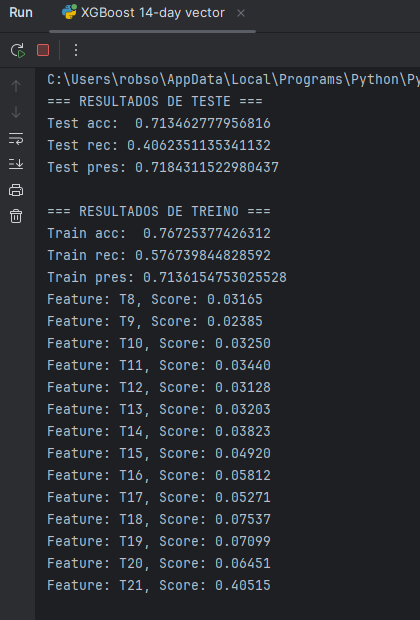 Run XGBoost 14-day vector
C:\Users\robso\AppData\Local\Programs\Python\Py
=== RESULTADOS DE TESTE ===
Test acc:  0.713462777956816
Test rec: 0.4062351135341132
Test pres: 0.7184311522980437
=== RESULTADOS DE TREINO ===
Train acc:  0.76725377426312
Train rec: 0.576739844828592
Train pres: 0.7136154753025528
Feature: T8, Score: 0.03165
Feature: T9, Score: 0.02385
Feature: T10, Score: 0.03250
Feature: T11, Score: 0.03440
Feature: T12, Score: 0.03128
Feature: T13, Score: 0.03203
Feature: T14, Score: 0.03823
Feature: T15, Score: 0.04920
Feature: T16, Score: 0.05812
Feature: T17, Score: 0.05271
Feature: T18, Score: 0.07537
Feature: T19, Score: 0.07099
Feature: T20, Score: 0.06451
Feature: T21, Score: 0.40515